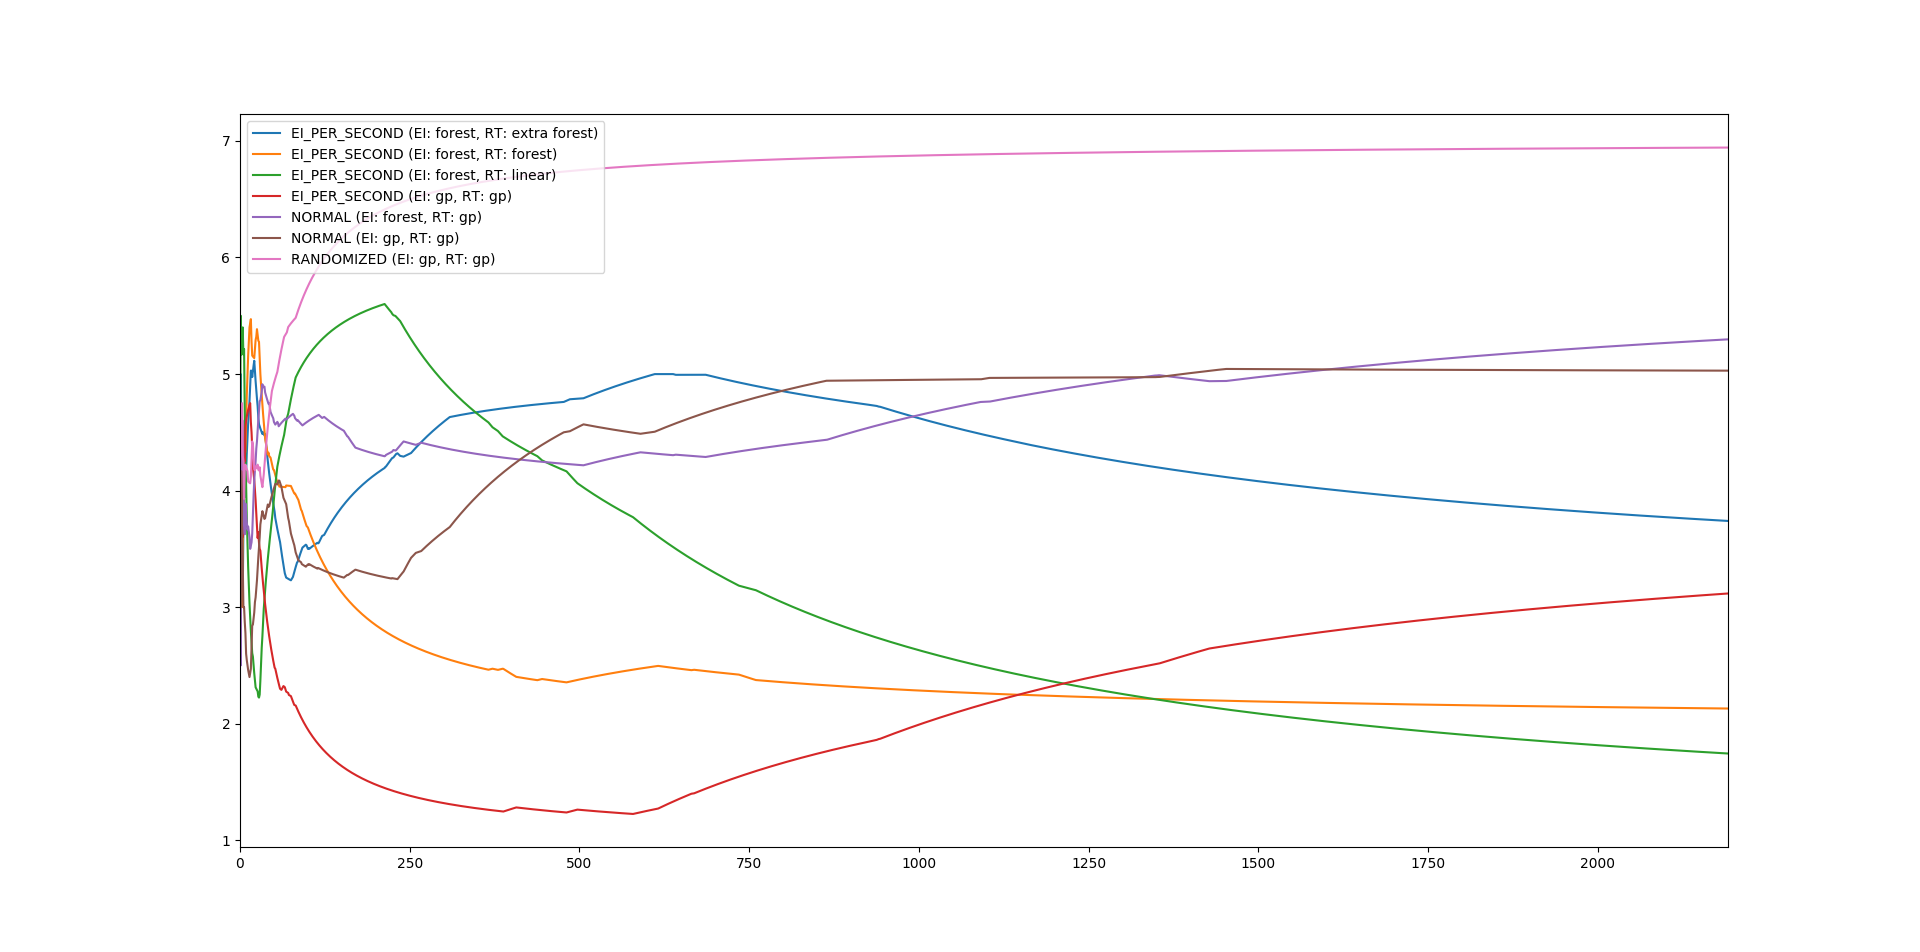 7
6
5
4
3
2
1
EI_PER_SECOND (EI: forest, RT: extra forest)
EI_PER_SECOND (EI: forest, RT: forest)
EI_PER_SECOND (EI: forest, RT: linear)
EI_PER_SECOND (EI: gp, RT: gp)
NORMAL (EI: forest, RT: gp)
NORMAL (EI: gp, RT: gp)
RANDOMIZED (EI: gp, RT: gp)
0 250 500 750 1000 1250 1500 1750 2000